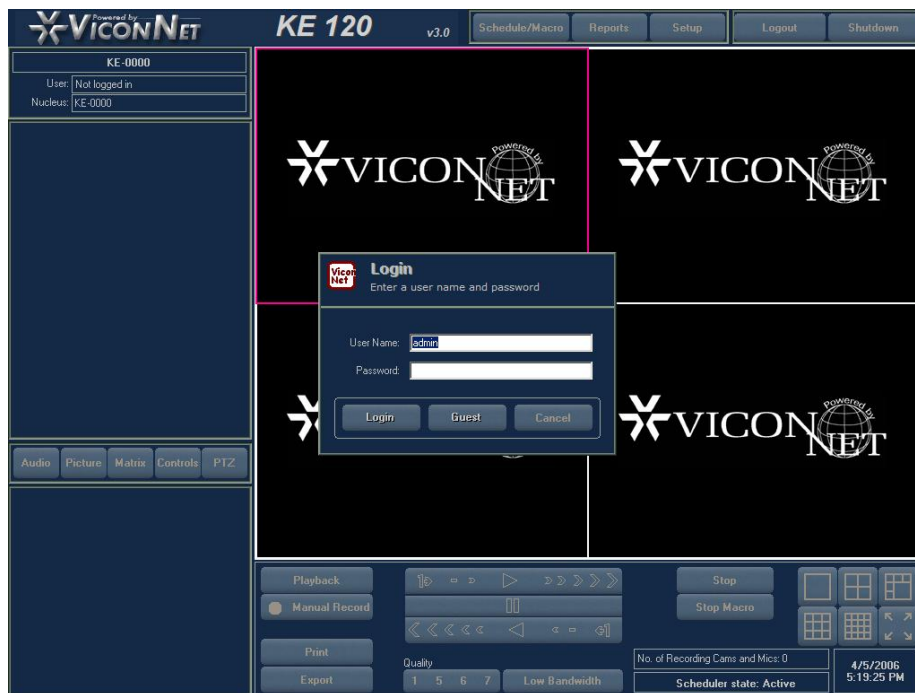 Powered by
VICONNET
KE 120
v3.0
Schedule/Macro
Reports
Setup
Logout
Shutdown
KE-0000
User: Not logged in
Nucleus: KE-0000
VICON
Powered by
NET
VICON
Powered by
NET
Vicon
Net
Login
Enter a user name and password
User Name: admin
Password:
Login
Guest
Cancel
VICON
Powered by
NET
Audio
Picture
Matrix
Controls
PTZ
Playback
Manual Record
Print
Export
Quality
1 5 6 7
Low Bandwidth
Stop
Stop Macro
No. of Recording Cams and Mics: 0
Scheduler state: Active
4/5/2006
5:19:25 PM